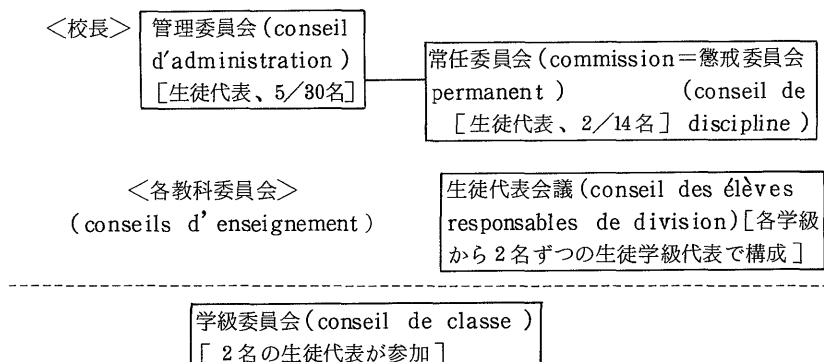 <校長>
管理委員会(conseil
d'administration)
[生徒代表、5/30名]
常任委員会(commission=懲戒委員会
permanent) (conseil de
[生徒代表、2/14名] discipline)
<各教科委員会>
(conseils d'enseignement)
生徒代表会議(conseil des élèves
responsables de division)[各学級
から2名ずつの生徒学級代表で構成]
学級委員会(conseil de classe)
[2名の生徒代表が参加]